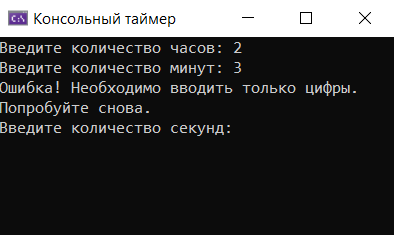 C:\ Консольный таймер
Введите количество часов: 2
Введите количество минут: 3
Ошибка! Необходимо вводить только цифры.
Попробуйте снова.
Введите количество секунд: